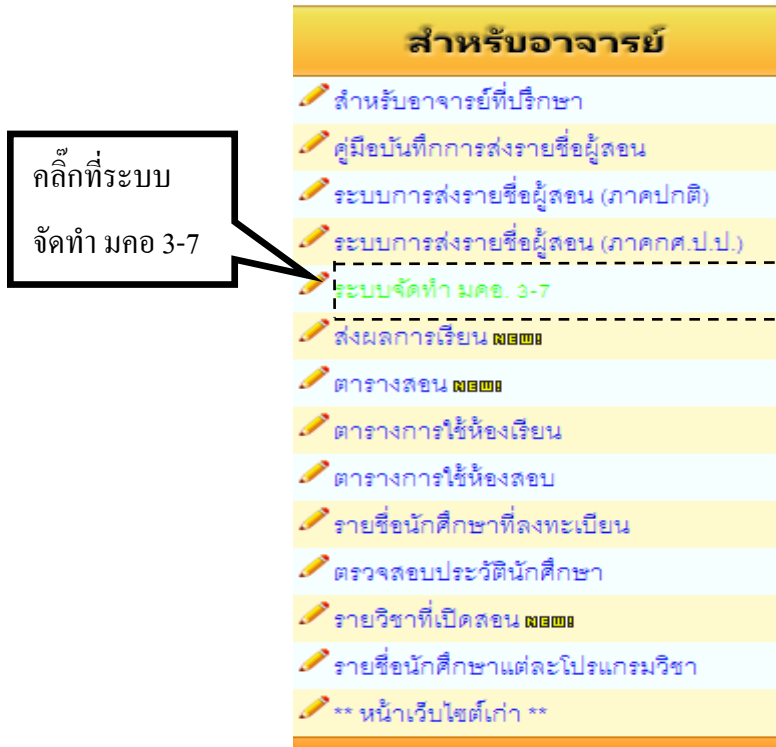 สำหรับอาจารย์
สำหรับอาจารย์ที่ปรึกษา
คู่มือบันทึกการส่งรายชื่อผู้สอน
คลิ๊กที่ระบบ
จัดทำ มคอ 3-7
ระบบการส่งรายชื่อผู้สอน (ภาคปกติ)
ระบบการส่งรายชื่อผู้สอน (ภาคกศ.ป.ป.)
ระบบจัดทำ มคอ. 3-7
ส่งผลการเรียน NEW!
ตารางสอน NEW!
ตารางการใช้ห้องเรียน
ตารางการใช้ห้องสอบ
รายชื่อนักศึกษาที่ลงทะเบียน
ตรวจสอบประวัตินักศึกษา
รายวิชาที่เปิดสอน NEW!
รายชื่อนักศึกษาแต่ละโปรแกรมวิชา
** หน้าเว็บไซต์เก่า **